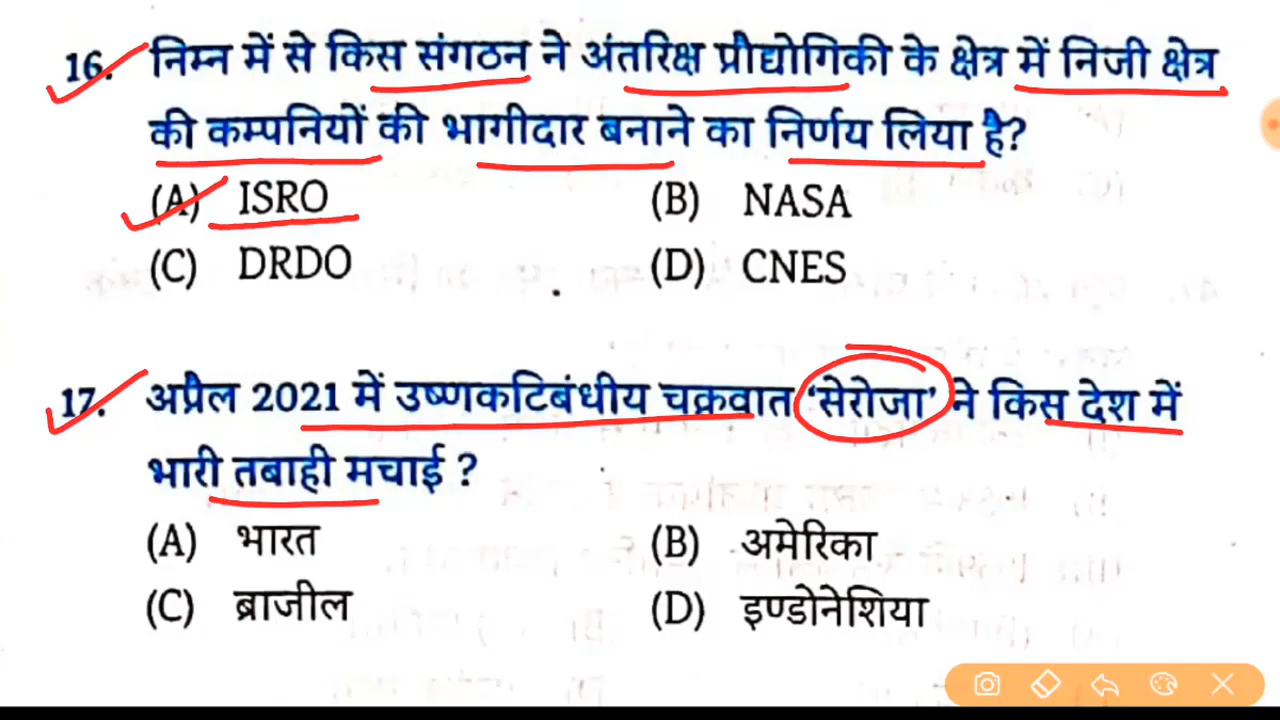 16. निम्न में से किस संगठन ने अंतरिक्ष प्रौद्योगिकी के क्षेत्र में निजी क्षेत्र
की कम्पनियों की भागीदार बनाने का निर्णय लिया है?
(A) ISRO (B) NASA
(C) DRDO (D) CNES
17. अप्रैल 2021 में उष्णकटिबंधीय चक्रवात ‘सेरोजा’ ने किस देश में
भारी तबाही मचाई ?
(A) भारत (B) अमेरिका
(C) ब्राजील (D) इण्डोनेशिया